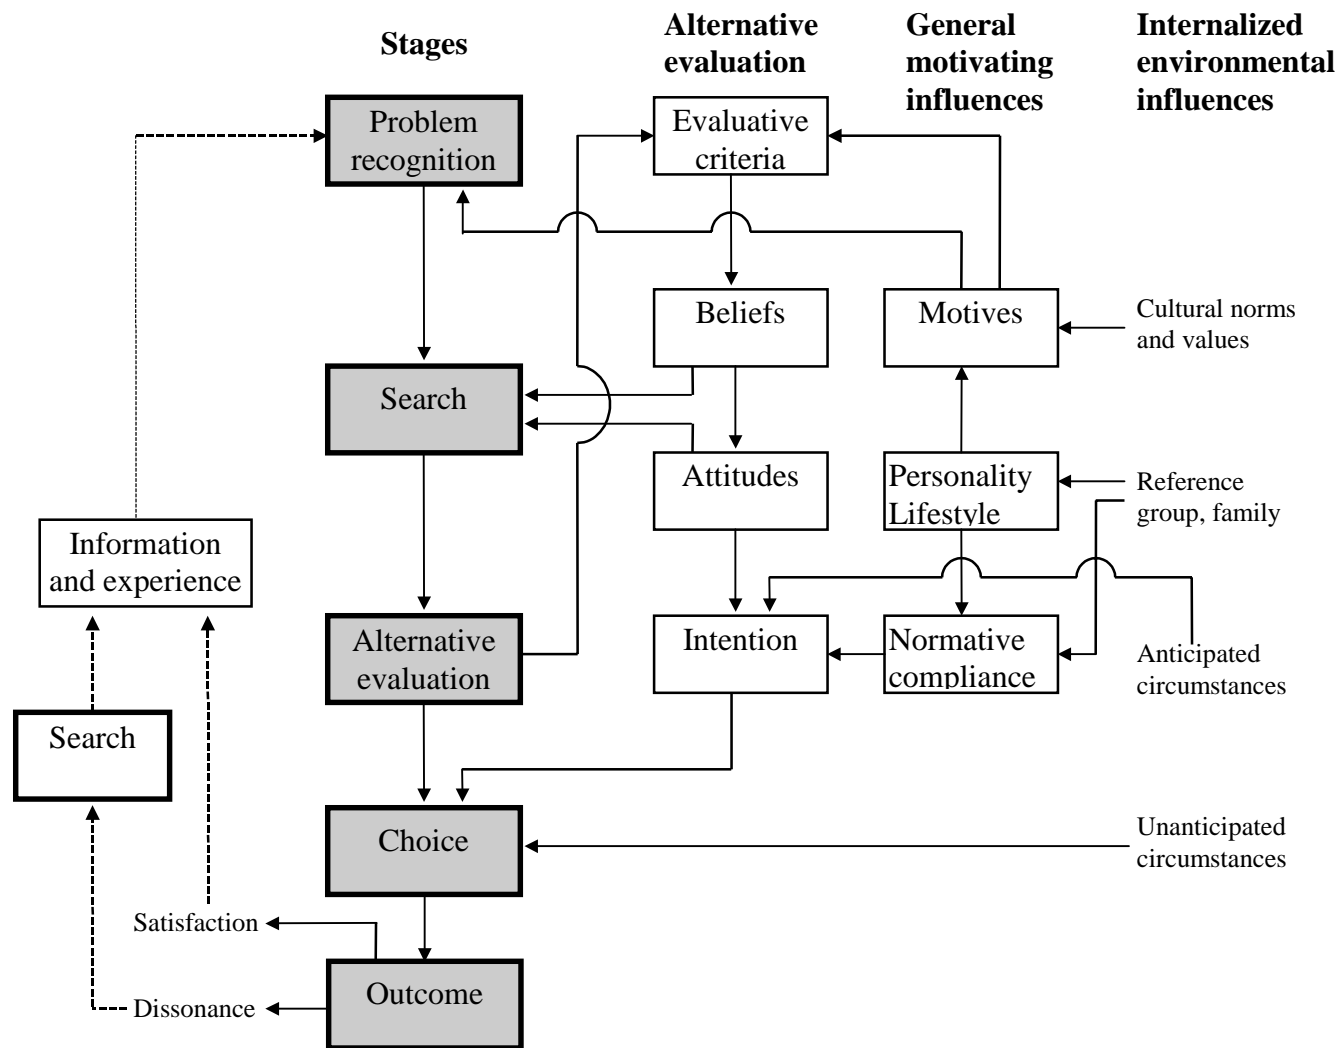 Stages
Alternative
evaluation
General
motivating
influences
Internalized
environmental
influences
Problem
recognition
Evaluative
criteria
Beliefs
Motives
Cultural norms
and values
Search
Attitudes
Personality
Lifestyle
Reference
group, family
Information
and experience
Alternative
evaluation
Intention
Normative
compliance
Anticipated
circumstances
Search
Choice
Unanticipated
circumstances
Satisfaction
Outcome
Dissonance